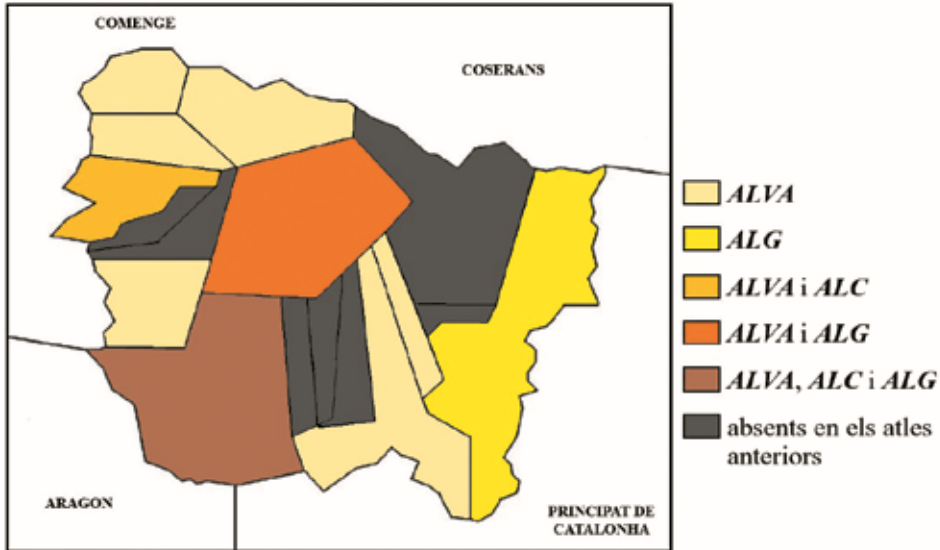 COMENGE
COSERANS
ARAGON
PRINCIPAT DE
CATALONHA
ALVA
ALG
ALVA i ALC
ALVA i ALG
ALVA, ALC i ALG
absents en els atles
anteriors